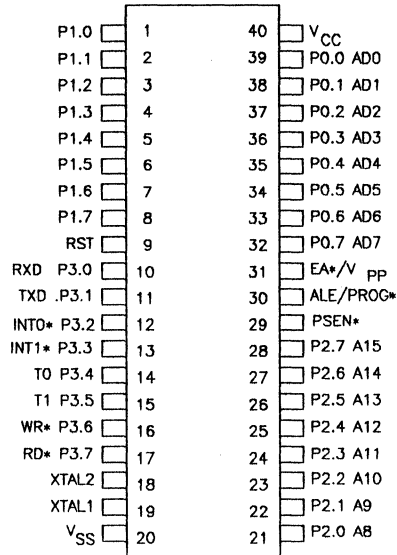 P1.0 1 40 VCC
P1.1 2 39 P0.0 AD0
P1.2 3 38 P0.1 AD1
P1.3 4 37 P0.2 AD2
P1.4 5 36 P0.3 AD3
P1.5 6 35 P0.4 AD4
P1.6 7 34 P0.5 AD5
P1.7 8 33 P0.6 AD6
RST 9 32 P0.7 AD7
RXD P3.0 10 31 EA*/V PP
TXD .P3.1 11 30 ALE/PROG*
INT0* P3.2 12 29 PSEN*
INT1* P3.3 13 28 P2.7 A15
T0 P3.4 14 27 P2.6 A14
T1 P3.5 15 26 P2.5 A13
WR* P3.6 16 25 P2.4 A12
RD* P3.7 17 24 P2.3 A11
XTAL2 18 23 P2.2 A10
XTAL1 19 22 P2.1 A9
VSS 20 21 P2.0 A8